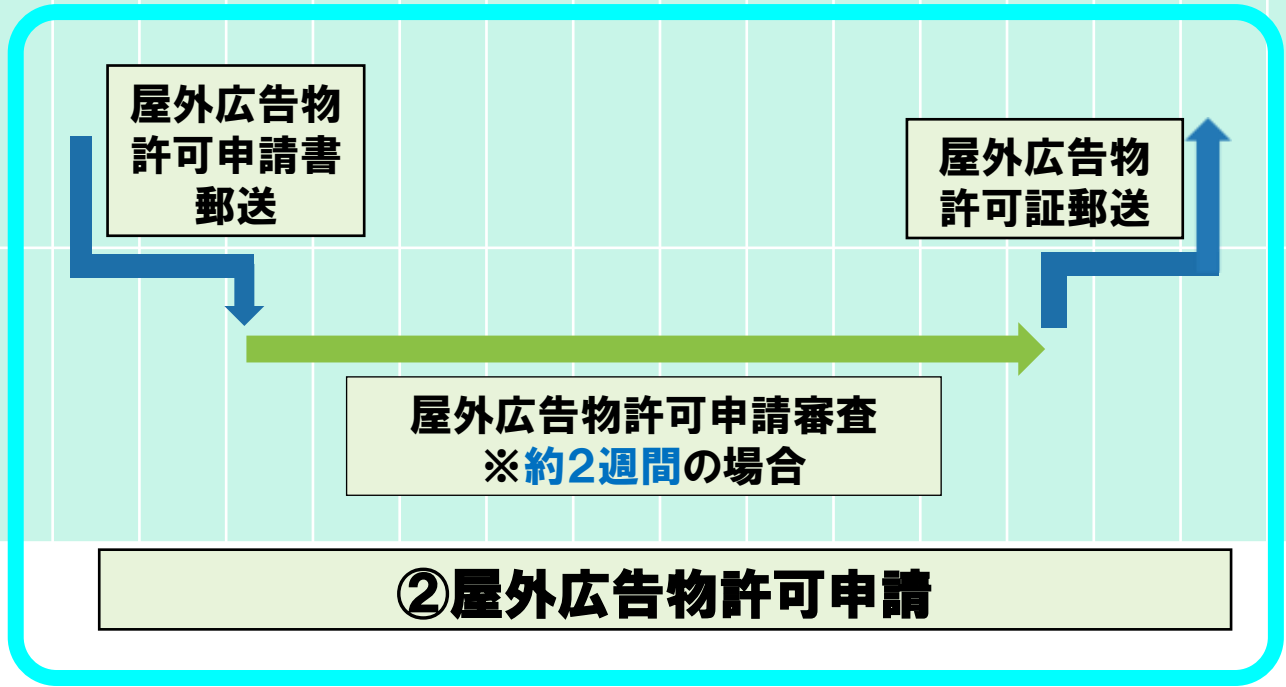 屋外広告物
許可申請書
郵送
屋外広告物
許可証郵送
屋外広告物許可申請審査
※約2週間の場合
②屋外広告物許可申請